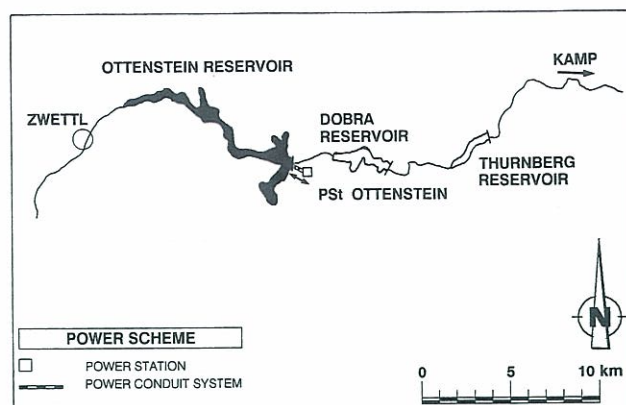 KAMP
OTTENSTEIN RESERVOIR
ZWETTL
DOBRA
RESERVOIR
THURNBERG
RESERVOIR
PSt OTTENSTEIN
N
POWER SCHEME
POWER STATION
POWER CONDUIT SYSTEM
0 5 10 km